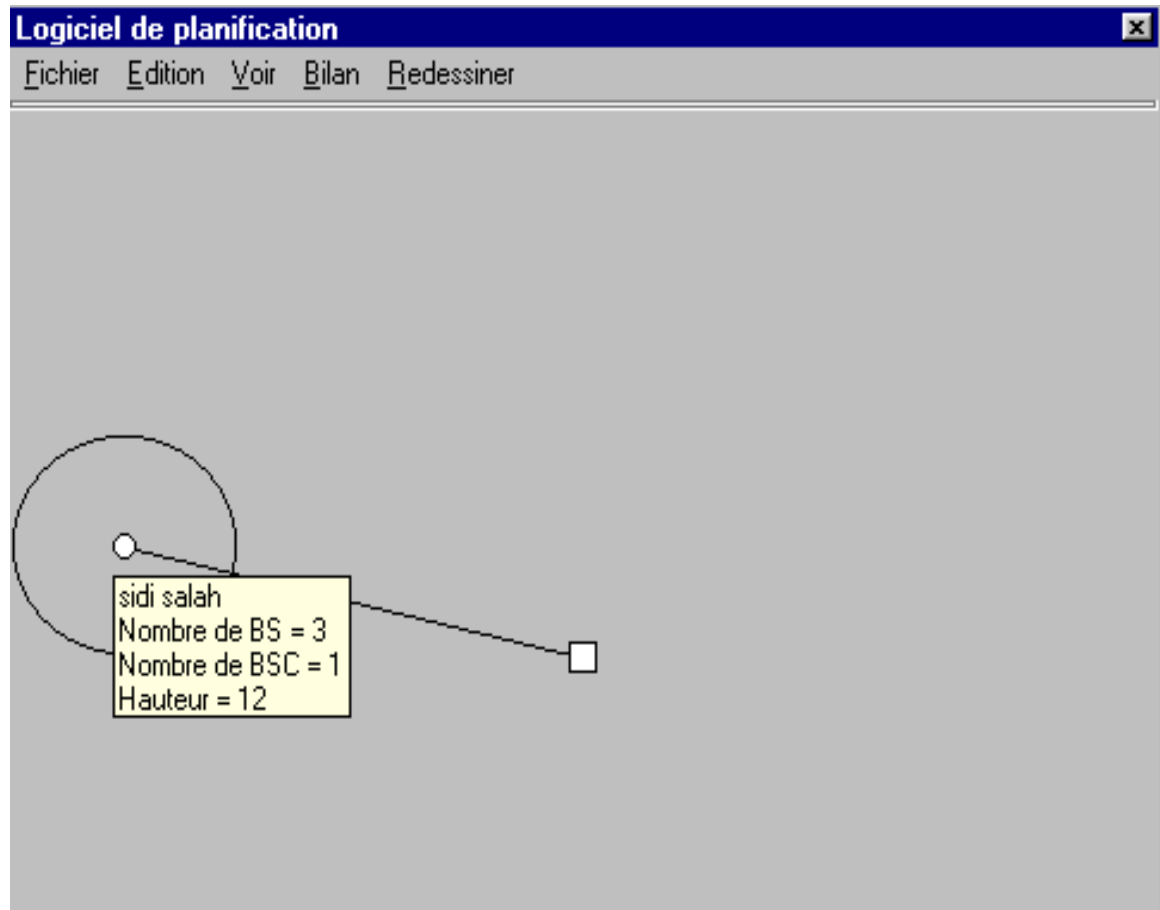 Logiciel de planification
Fichier Edition Voir Bilan Redessiner
sidi salah
Nombre de BS = 3
Nombre de BSC = 1
Hauteur = 12